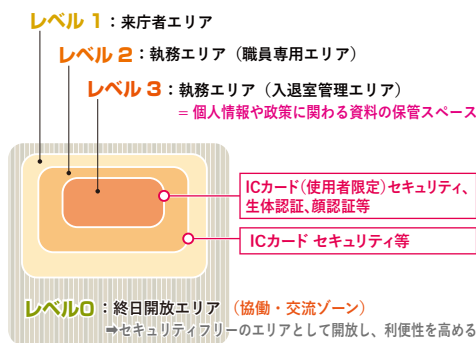 レベル1：来庁者エリア
レベル2：執務エリア（職員専用エリア）
レベル3：執務エリア（入退室管理エリア）
＝個人情報や政策に関わる資料の保管スペース
ICカード（使用者限定）セキュリティ、
生体認証、顔認証等
ICカード セキュリティ等
レベル0：終日開放エリア（協働・交流ゾーン）
➡セキュリティフリーのエリアとして開放し、利便性を高める